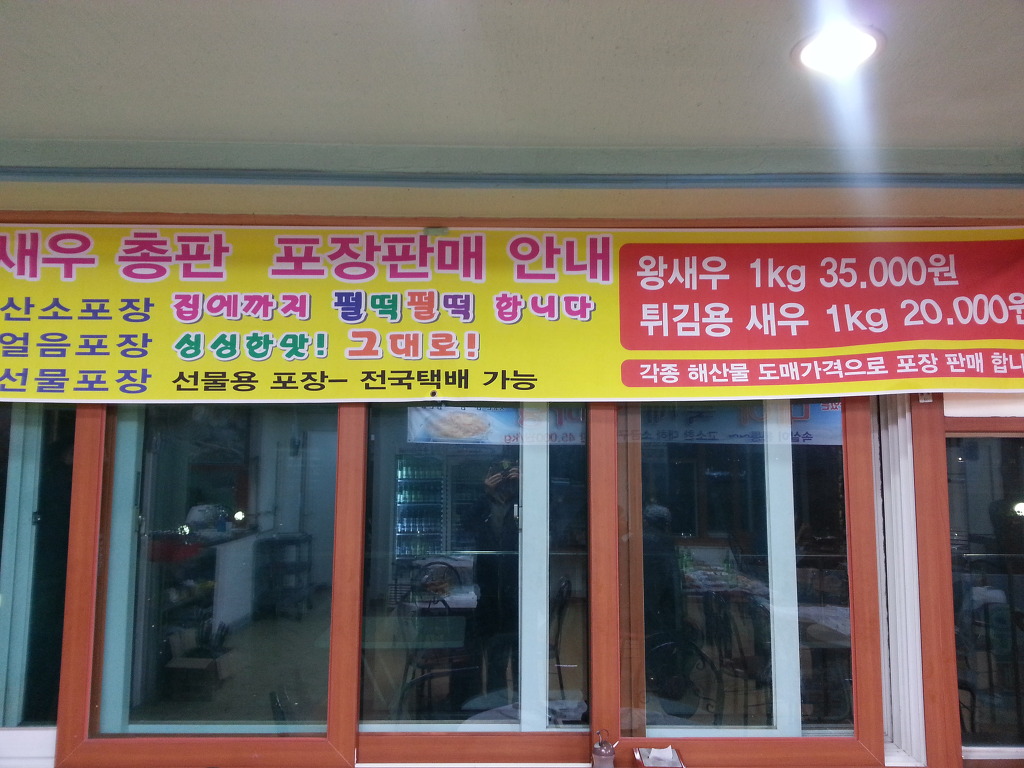 새우 총판 포장판매 안내
산소포장 집에까지 펄떡펄떡 합니다
얼음포장 싱싱한맛! 그대로!
선물포장 선물용 포장- 전국택배 가능
왕새우 1kg 35.000원
튀김용 새우 1kg 20.000원
각종 해산물 도매가격으로 포장 판매 합니